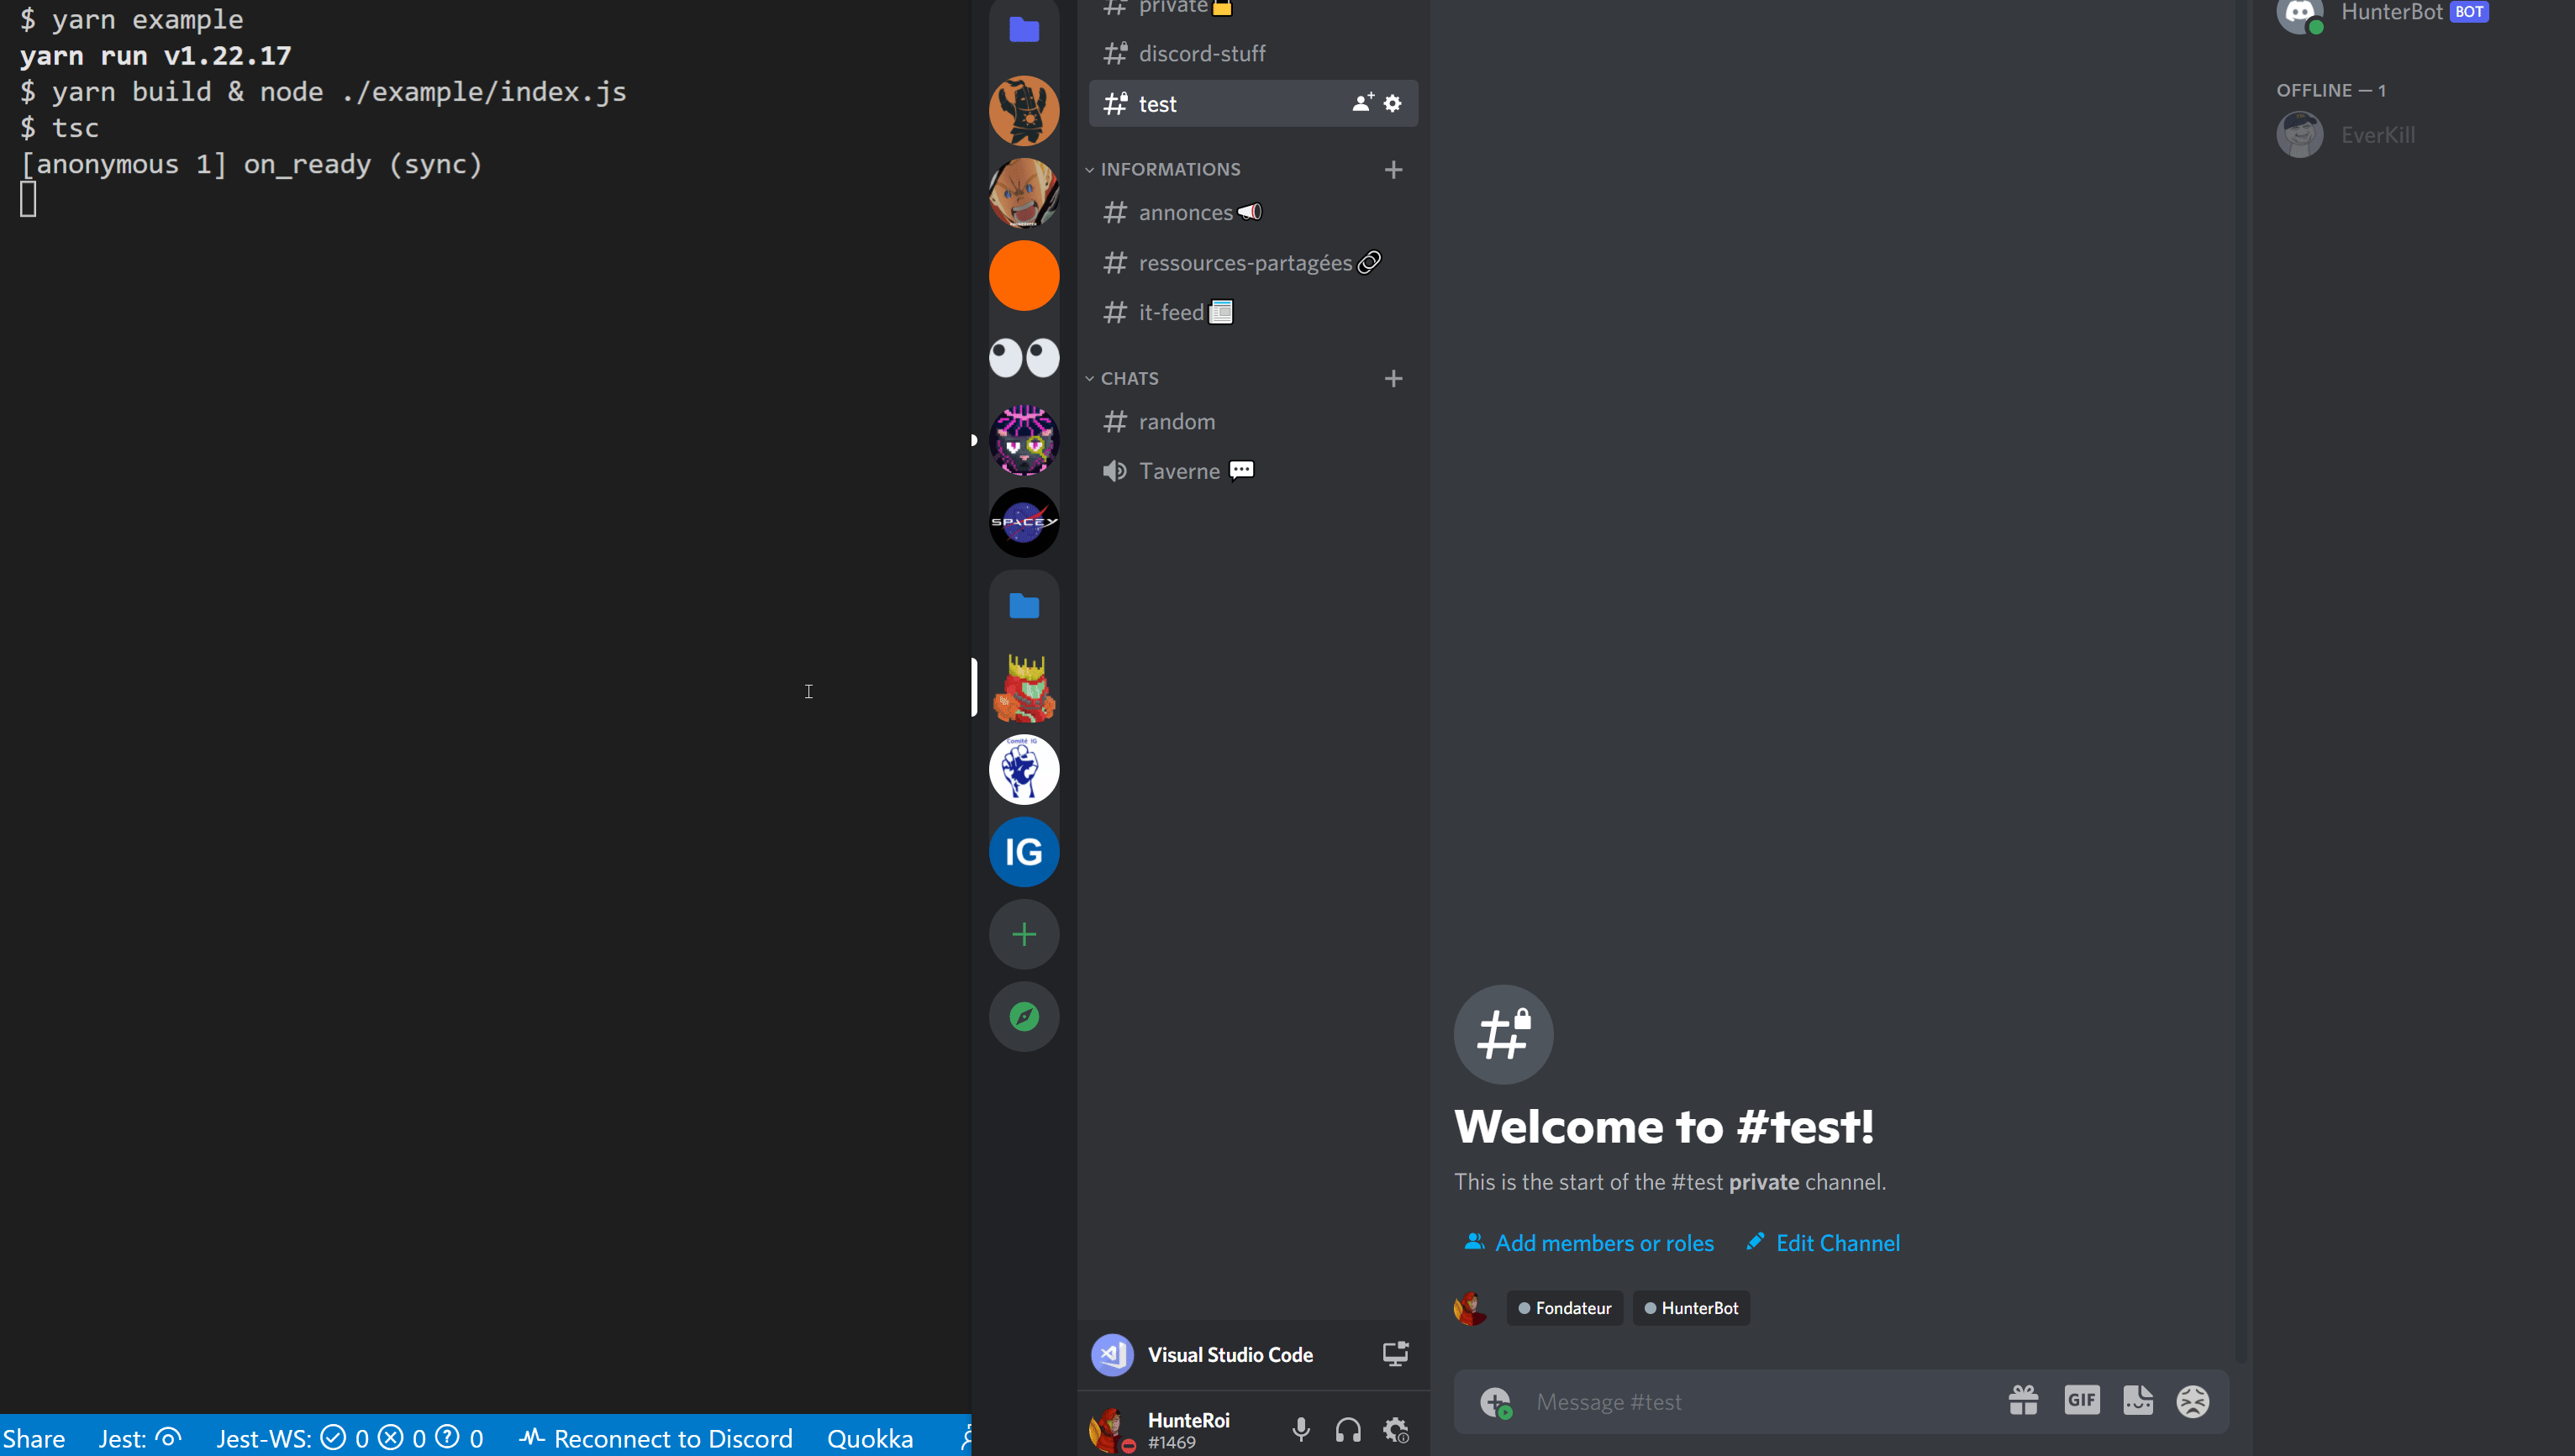 $ yarn example
yarn run v1.22.17
$ yarn build & node ./example/index.js
$ tsc
[anonymous 1] on_ready (sync)
Share Jest: Jest-WS: 0 0 0 Reconnect to Discord Quokka
SPACEY
Comité IG
IG
private🔒
discord-stuff
test
INFORMATIONS
annonces📢
ressources-partagées🔗
it-feed📰
CHATS
random
Taverne 💬
Visual Studio Code
HunteRoi
#1469
Welcome to #test!
This is the start of the #test private channel.
Add members or roles Edit Channel
Fondateur HunterBot
Message #test
GIF
HunterBot BOT
OFFLINE — 1
EverKill